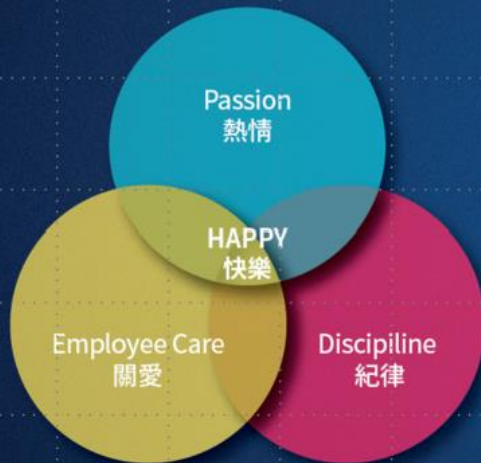 Passion
熱情
HAPPY
快樂
Employee Care
關愛
Discipiline
紀律